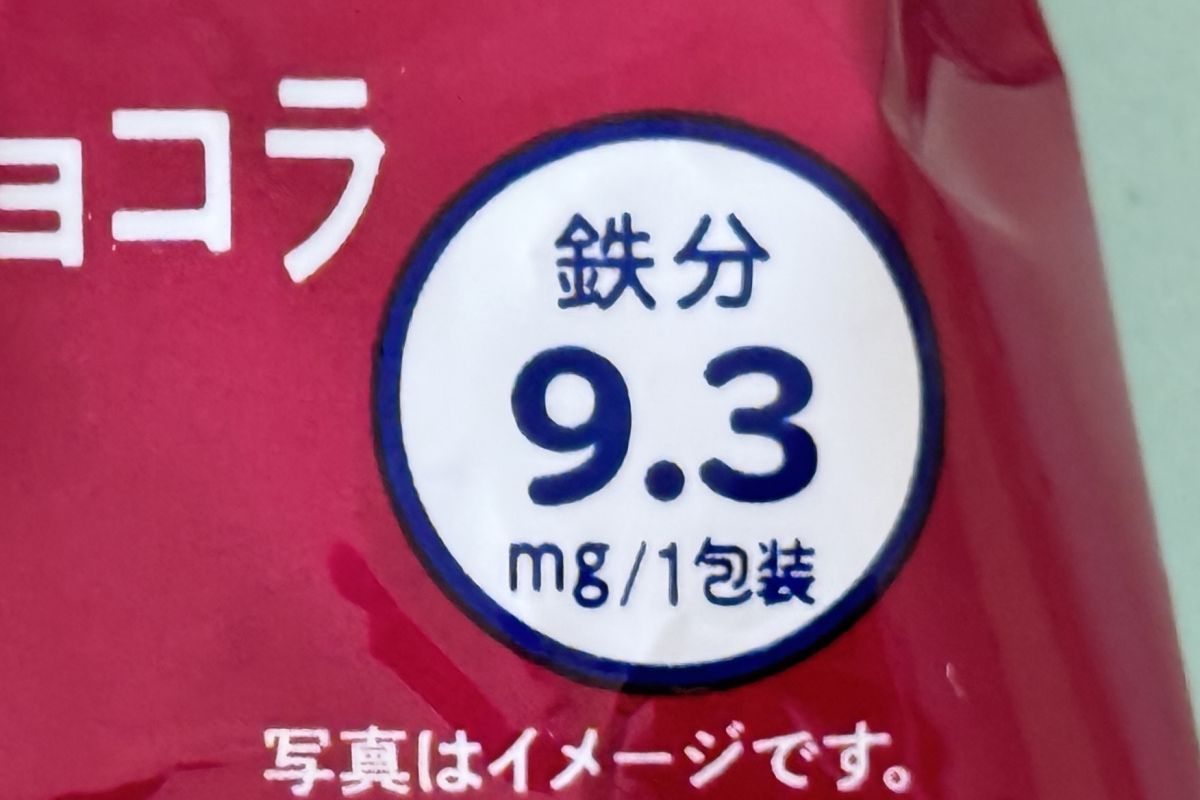 ョコラ
鉄分
9.3
mg/1包装
写真はイメージです。